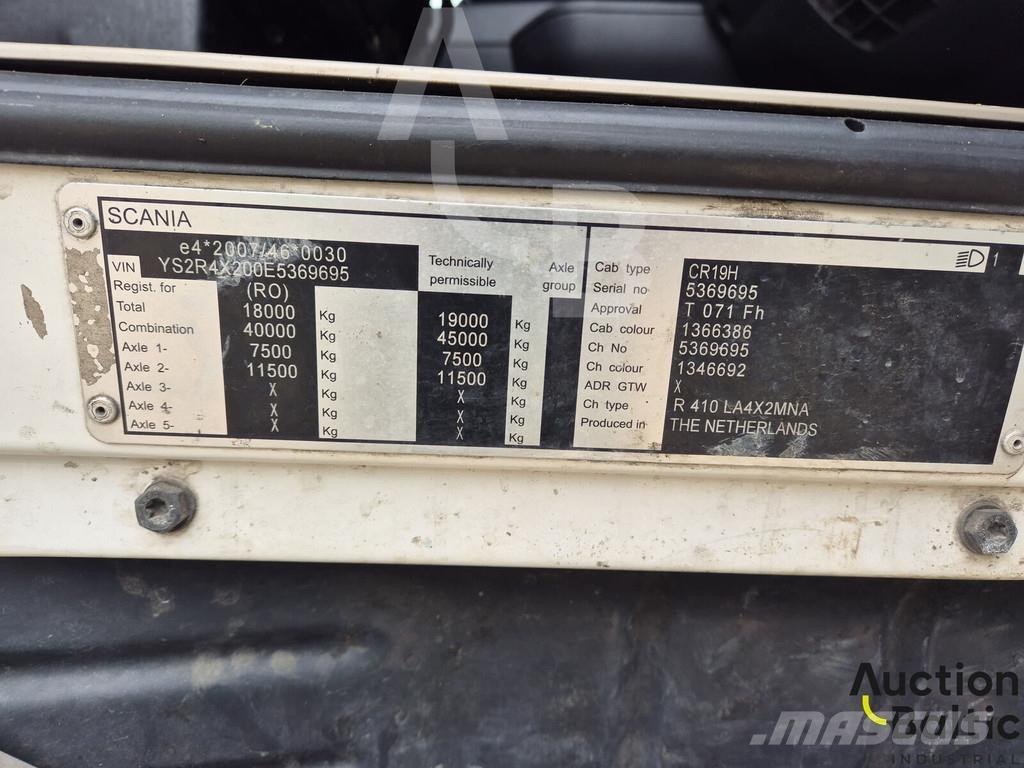 SCANIA
e4*2007/46*0030
VIN YS2R4X200E5369695
Regist. for (RO)
Technically permissible Axle group
Total 18000 Kg 19000 Kg
Combination 40000 Kg 45000 Kg
Axle 1- 7500 Kg 7500 Kg
Axle 2- 11500 Kg 11500 Kg
Axle 3- X Kg X Kg
Axle 4- X Kg X Kg
Axle 5- X Kg X Kg
Cab type CR19H
Serial no 5369695
Approval T 071 Fh
Cab colour 1366386
Ch No 5369695
Ch colour 1346692
ADR GTW X
Ch type R 410 LA4X2MNA
Produced in THE NETHERLANDS
1
AB
Auction
Baltic
INDUSTRIAL
MASCUS